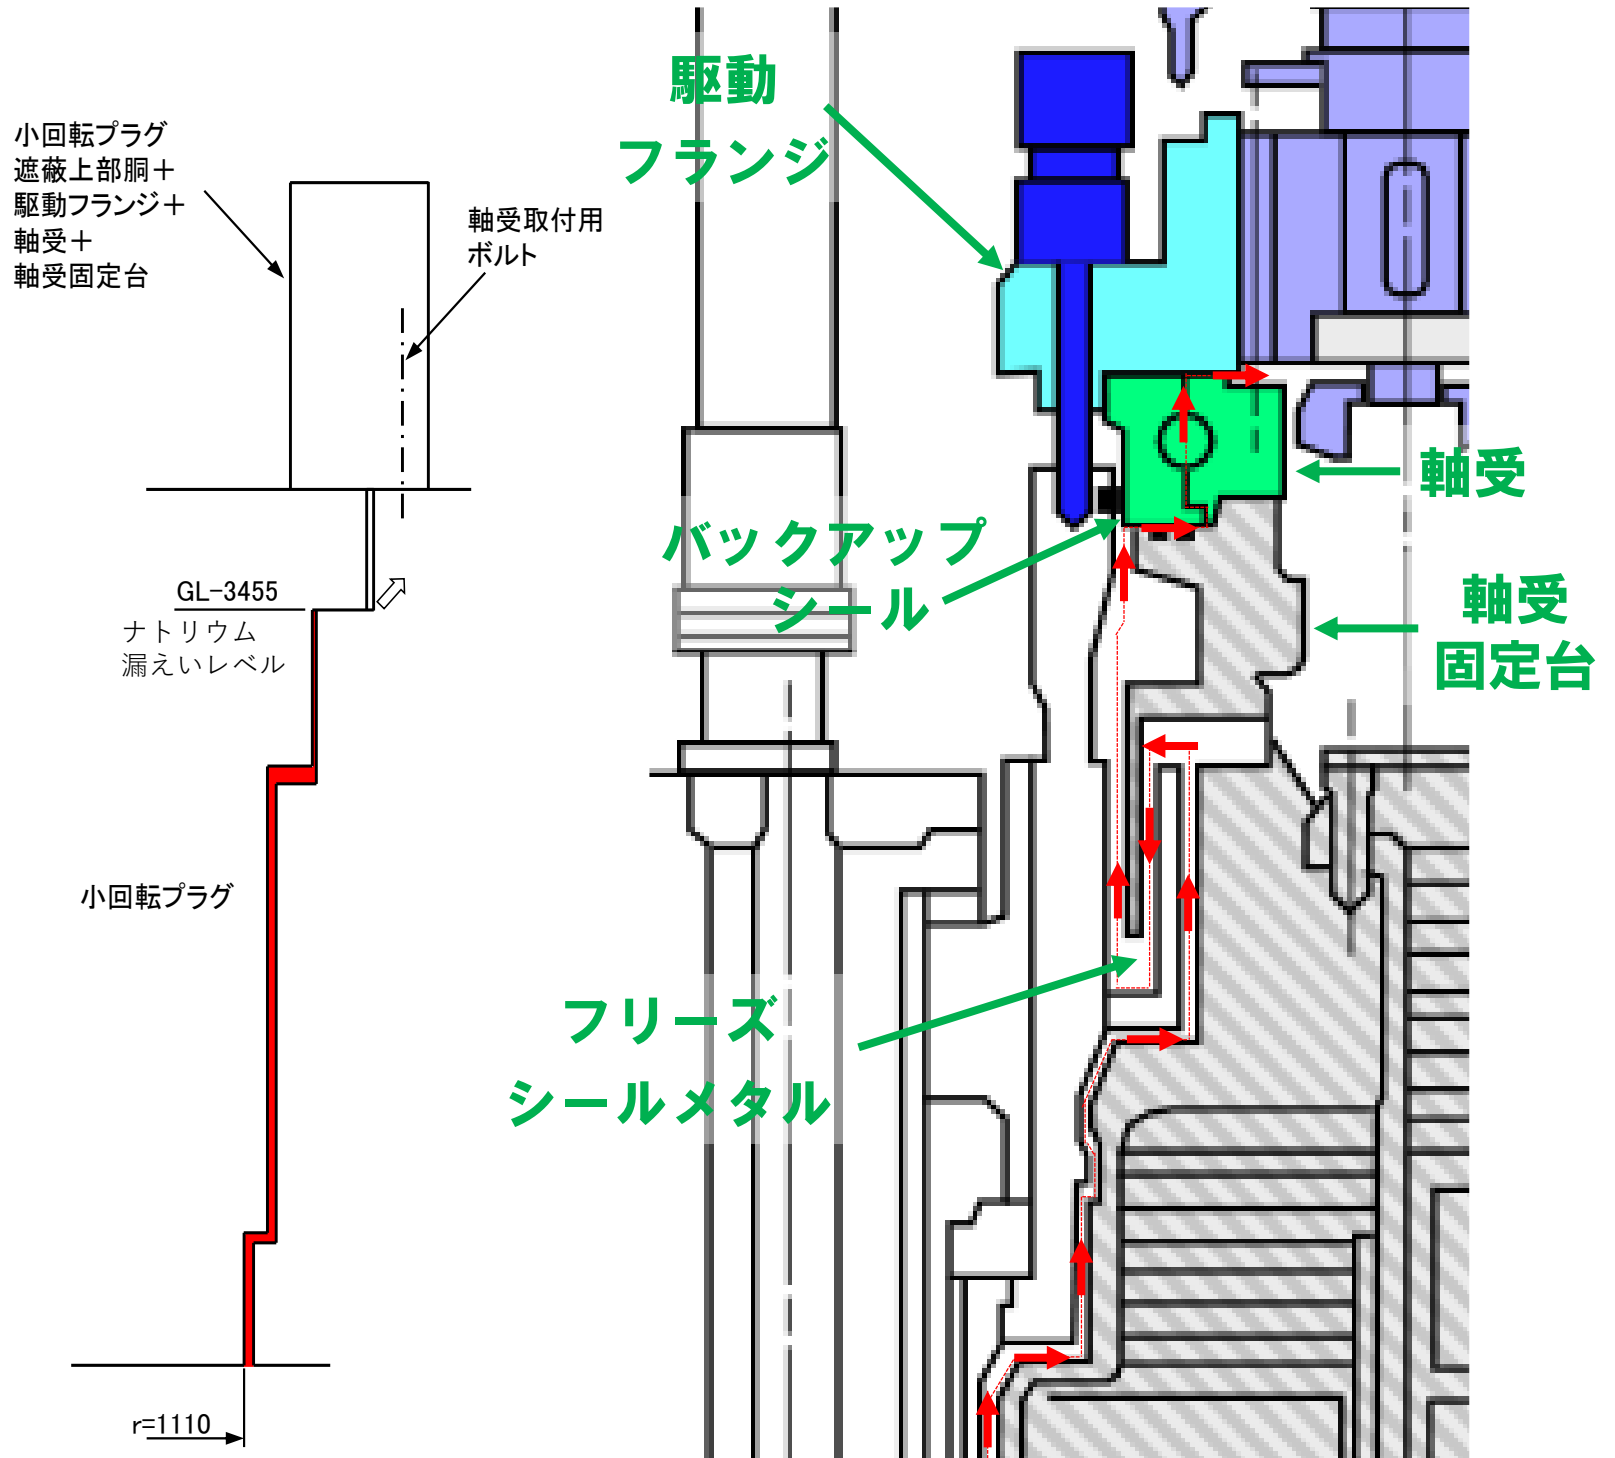 小回転プラグ
遮蔽上部胴＋
駆動フランジ＋
軸受＋
軸受固定台
軸受取付用
ボルト
GL-3455
ナトリウム
漏えいレベル
小回転プラグ
r=1110
駆動
フランジ
バックアップ
シール
軸受
軸受
固定台
フリーズ
シールメタル